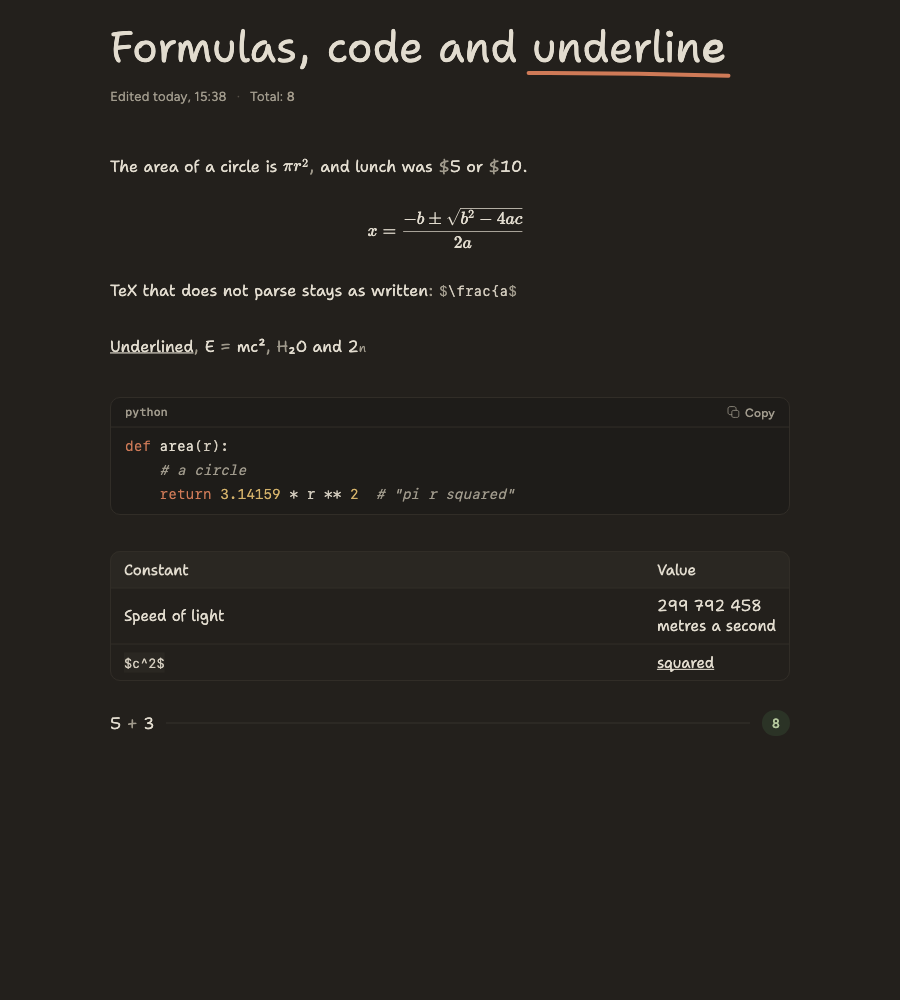 Formulas, code and underline
Edited today, 15:38 · Total: 8
The area of a circle is πr², and lunch was $5 or $10.
x = (-b ± √(b² − 4ac)) / 2a
TeX that does not parse stays as written: $\frac{a$
Underlined, E = mc², H₂O and 2ₙ
python Copy
def area(r):
    # a circle
    return 3.14159 * r ** 2  # "pi r squared"
Constant Value
Speed of light 299 792 458
metres a second
$c^2$ squared
5 + 3 8